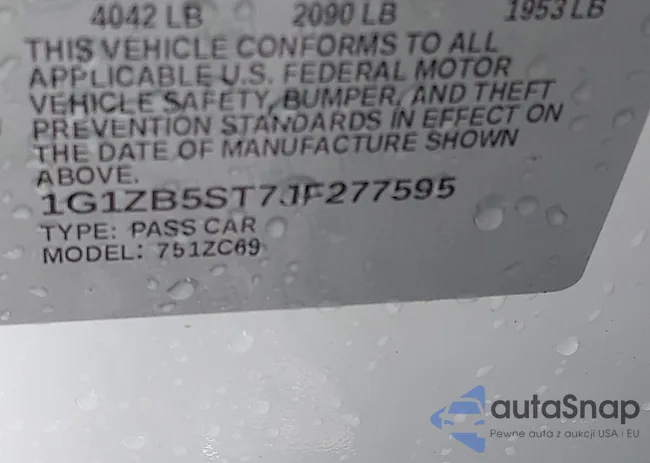 4042 LB 2090 LB 1953 LB
THIS VEHICLE CONFORMS TO ALL
APPLICABLE U.S. FEDERAL MOTOR
VEHICLE SAFETY, BUMPER, AND THEFT
PREVENTION STANDARDS IN EFFECT ON
THE DATE OF MANUFACTURE SHOWN
ABOVE.
1G1ZB5ST7JF277595
TYPE: PASS CAR
MODEL: 751ZC69
autaSnap
Pewne auta z aukcji USA i EU